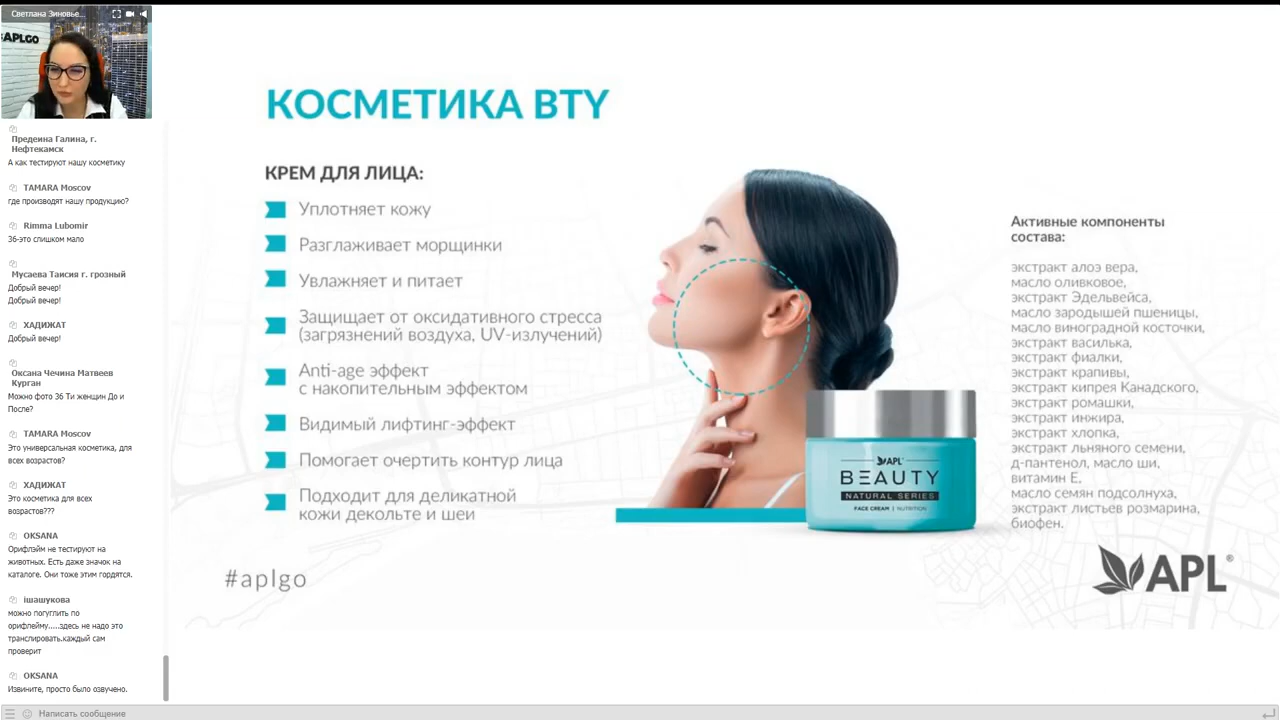 Светлана Зиновье...
APLGO
Предеина Галина, г.
Нефтекамск
А как тестируют нашу косметику
TAMARA Moscov
где производят нашу продукцию?
Rimma Lubomir
36-это слишком мало
Мусаева Таисия г. грозный
Добрый вечер!
Добрый вечер!
ХАДИЖАТ
Добрый вечер!
Оксана Чечина Матвеев
Курган
Можно фото 36 Ти женщин До и
После?
TAMARA Moscov
Это универсальная косметика, для
всех возрастов?
ХАДИЖАТ
Это косметика для всех
возрастов???
OKSANA
Орифлэйм не тестируют на
животных. Есть даже значок на
каталоге. Они тоже этим гордятся.
iшашукова
можно погуглить по
орифлейму.....здесь не надо это
транслировать.каждый сам
проверит
OKSANA
Извините, просто было озвучено.
Написать сообщение
КОСМЕТИКА BTY
КРЕМ ДЛЯ ЛИЦА:
Уплотняет кожу
Разглаживает морщинки
Увлажняет и питает
Защищает от оксидативного стресса
(загрязнений воздуха, UV-излучений)
Anti-age эффект
с накопительным эффектом
Видимый лифтинг-эффект
Помогает очертить контур лица
Подходит для деликатной
кожи декольте и шеи
#aplgo
APL
BEAUTY
NATURAL SERIES
FACE CREAM | NUTRITION
Активные компоненты
состава:
экстракт алоэ вера,
масло оливковое,
экстракт Эдельвейса,
масло зародышей пшеницы,
масло виноградной косточки,
экстракт василька,
экстракт фиалки,
экстракт крапивы,
экстракт кипрея Канадского,
экстракт ромашки,
экстракт инжира,
экстракт хлопка,
экстракт льняного семени,
д-пантенол, масло ши,
витамин Е,
масло семян подсолнуха,
экстракт листьев розмарина,
биофен.
APL®